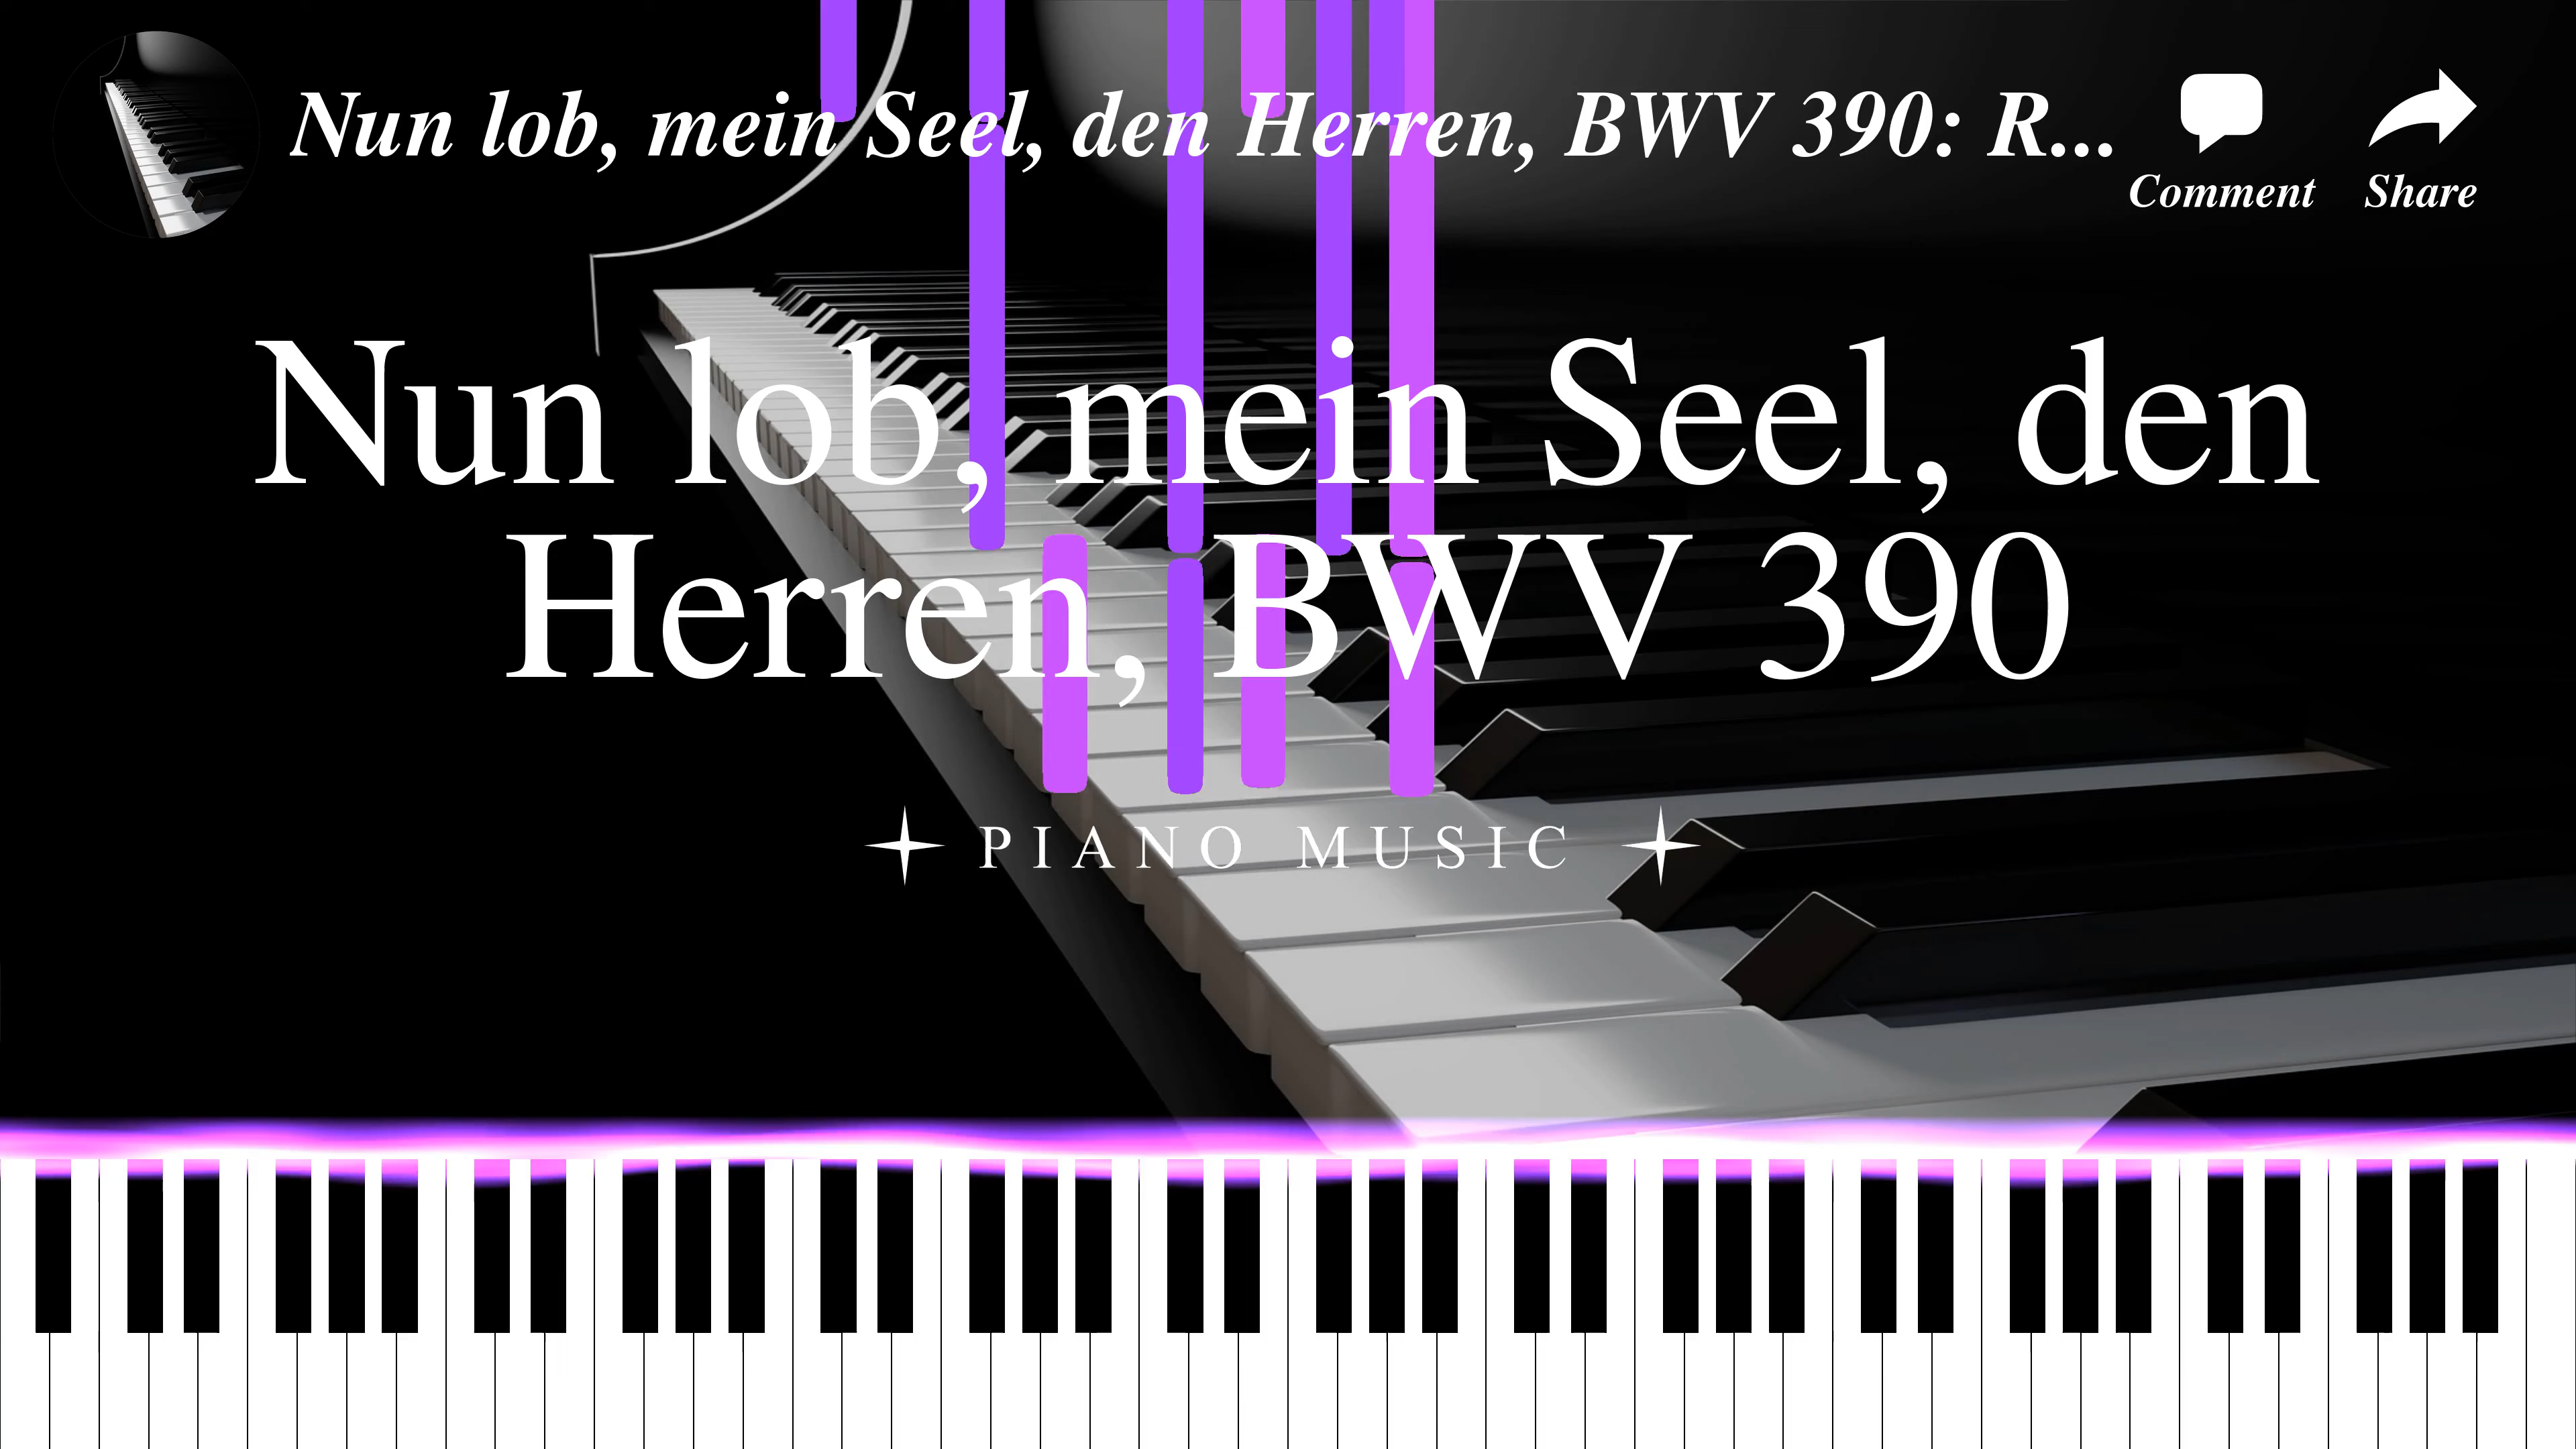 Nun lob, mein Seel, den Herren, BWV 390: R...
Comment Share
Nun lob, mein Seel, den
Herren, BWV 390
PIANO MUSIC